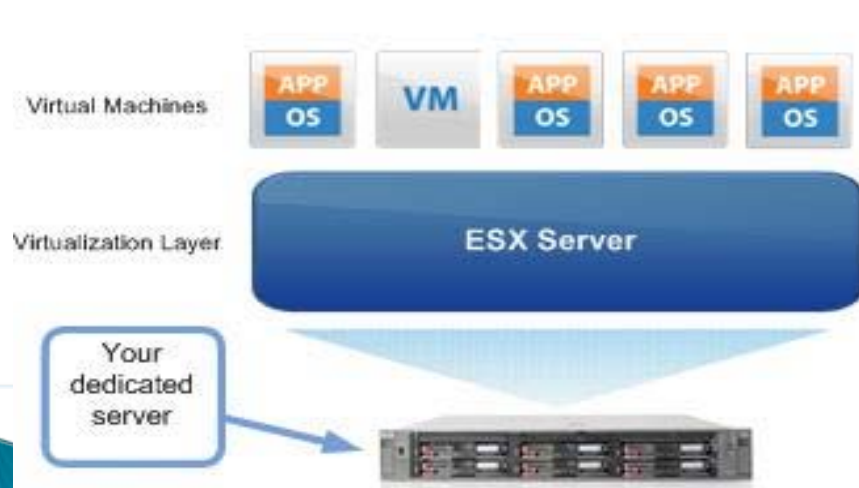 APP
OS
VM
APP
OS
APP
OS
APP
OS
Virtual Machines
Virtualization Layer
ESX Server
Your
dedicated
server